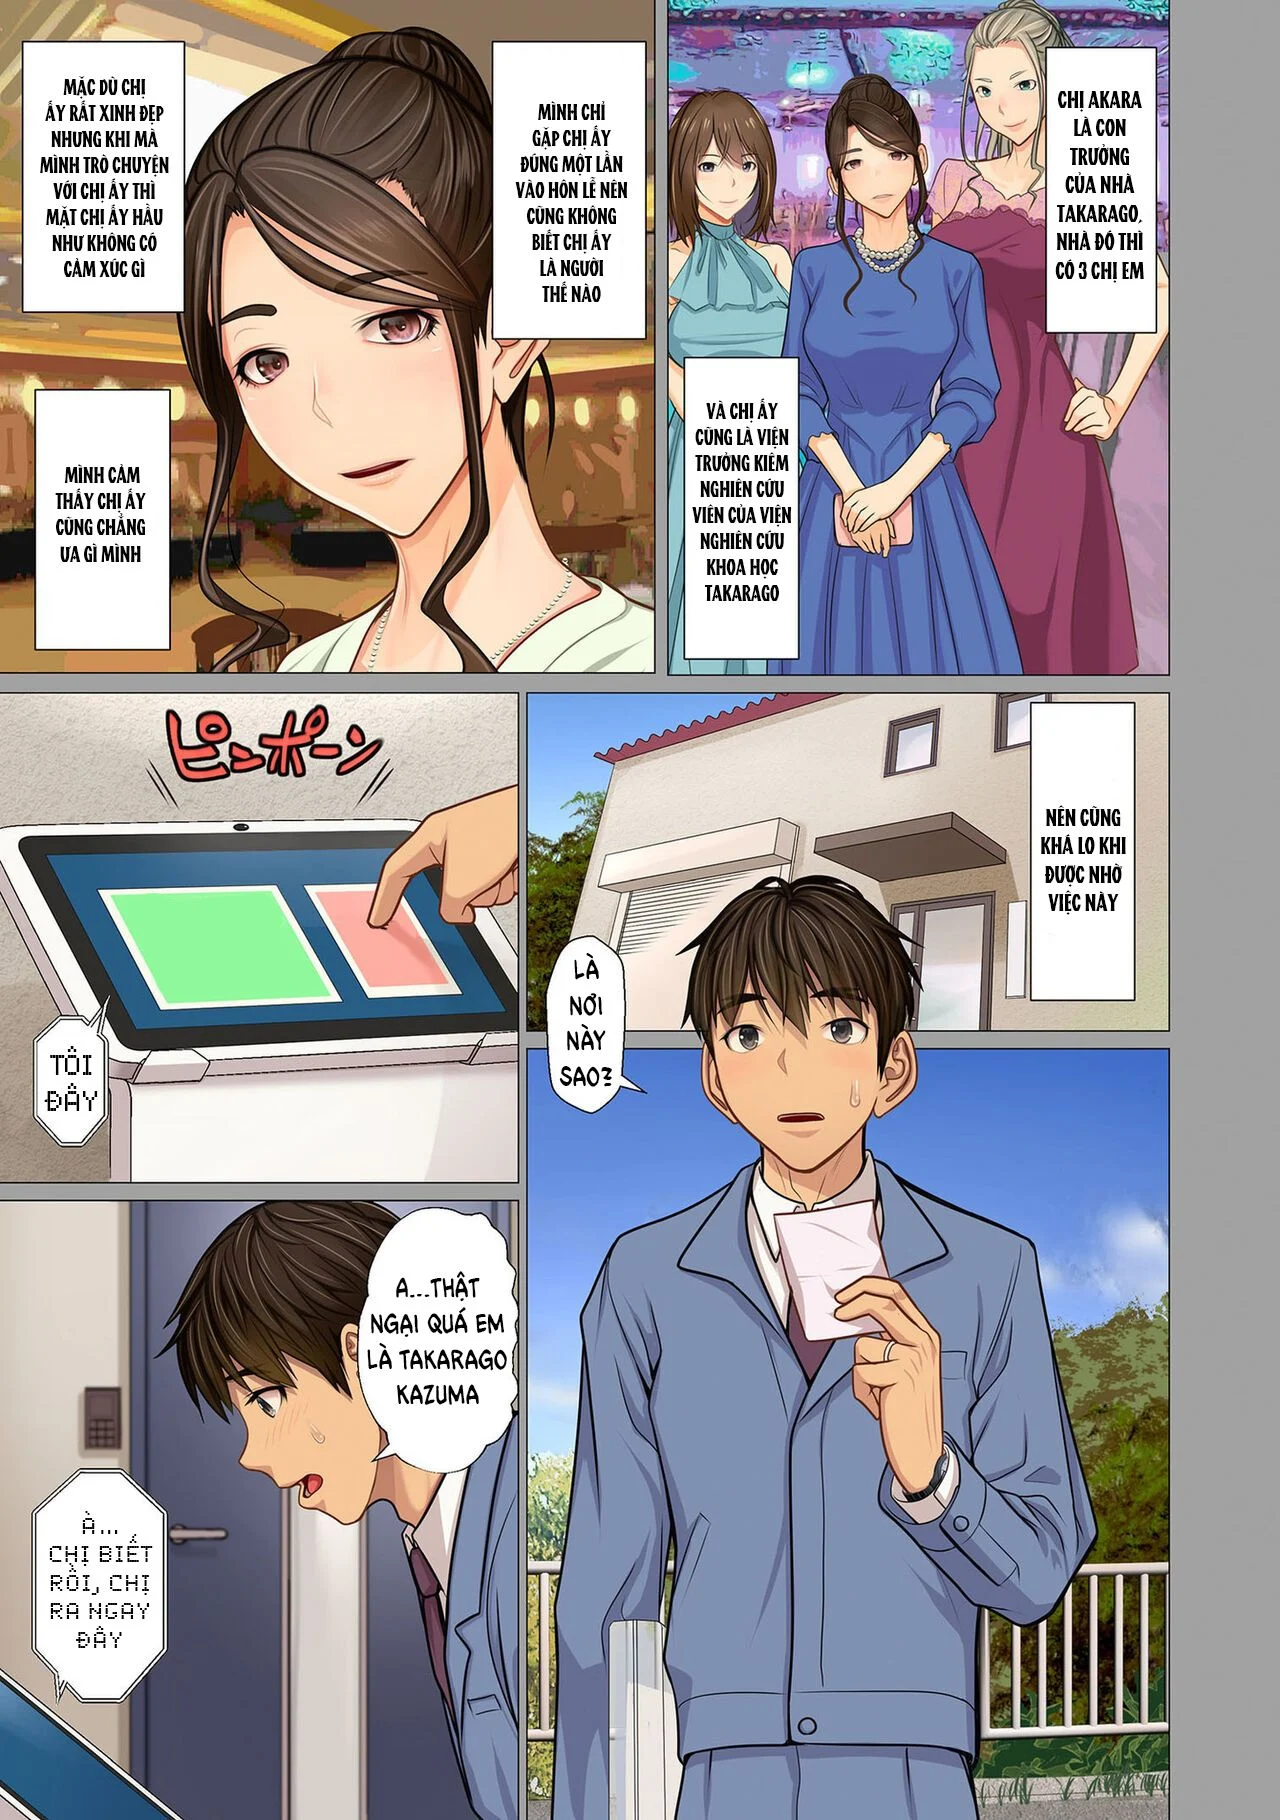 CHỊ AKARA
LÀ CON
TRƯỞNG
CỦA NHÀ
TAKARAGO,
NHÀ ĐÓ THÌ
CÓ 3 CHỊ EM
VÀ CHỊ ẤY
CŨNG LÀ VIỆN
TRƯỞNG KIÊM
NGHIÊN CỨU
VIÊN CỦA VIỆN
NGHIÊN CỨU
KHOA HỌC
TAKARAGO
MÌNH CHỈ
GẶP CHỊ ẤY
ĐÚNG MỘT LẦN
VÀO HÔN LỄ NÊN
CŨNG KHÔNG
BIẾT CHỊ ẤY
LÀ NGƯỜI
THẾ NÀO
MẶC DÙ CHỊ
ẤY RẤT XINH ĐẸP
NHƯNG KHI MÀ
MÌNH TRÒ CHUYỆN
VỚI CHỊ ẤY THÌ
MẶT CHỊ ẤY HẦU
NHƯ KHÔNG CÓ
CẢM XÚC GÌ
MÌNH CẢM
THẤY CHỊ ẤY
CŨNG CHẲNG
ƯA GÌ MÌNH
NÊN CŨNG
KHÁ LO KHI
ĐƯỢC NHỜ
VIỆC NÀY
LÀ
NƠI
NÀY
SAO?
ピンポーン
TÔI
ĐÂY
A...THẬT
NGẠI QUÁ EM
LÀ TAKARAGO
KAZUMA
À...
CHỊ BIẾT
RỒI, CHỊ
RA NGAY
ĐÂY